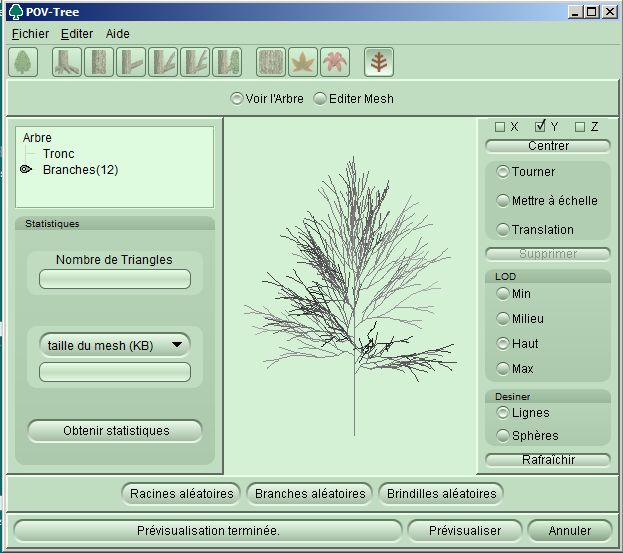 POV-Tree
Fichier Editer Aide
Voir l'Arbre Editer Mesh
Arbre
Tronc
Branches(12)
Statistiques
Nombre de Triangles
taille du mesh (KB)
Obtenir statistiques
X Y Z
Centrer
Tourner
Mettre à échelle
Translation
Supprimer
LOD
Min
Milieu
Haut
Max
Desiner
Lignes
Sphères
Rafraîchir
Racines aléatoires Branches aléatoires Brindilles aléatoires
Prévisualisation terminée. Prévisualiser Annuler